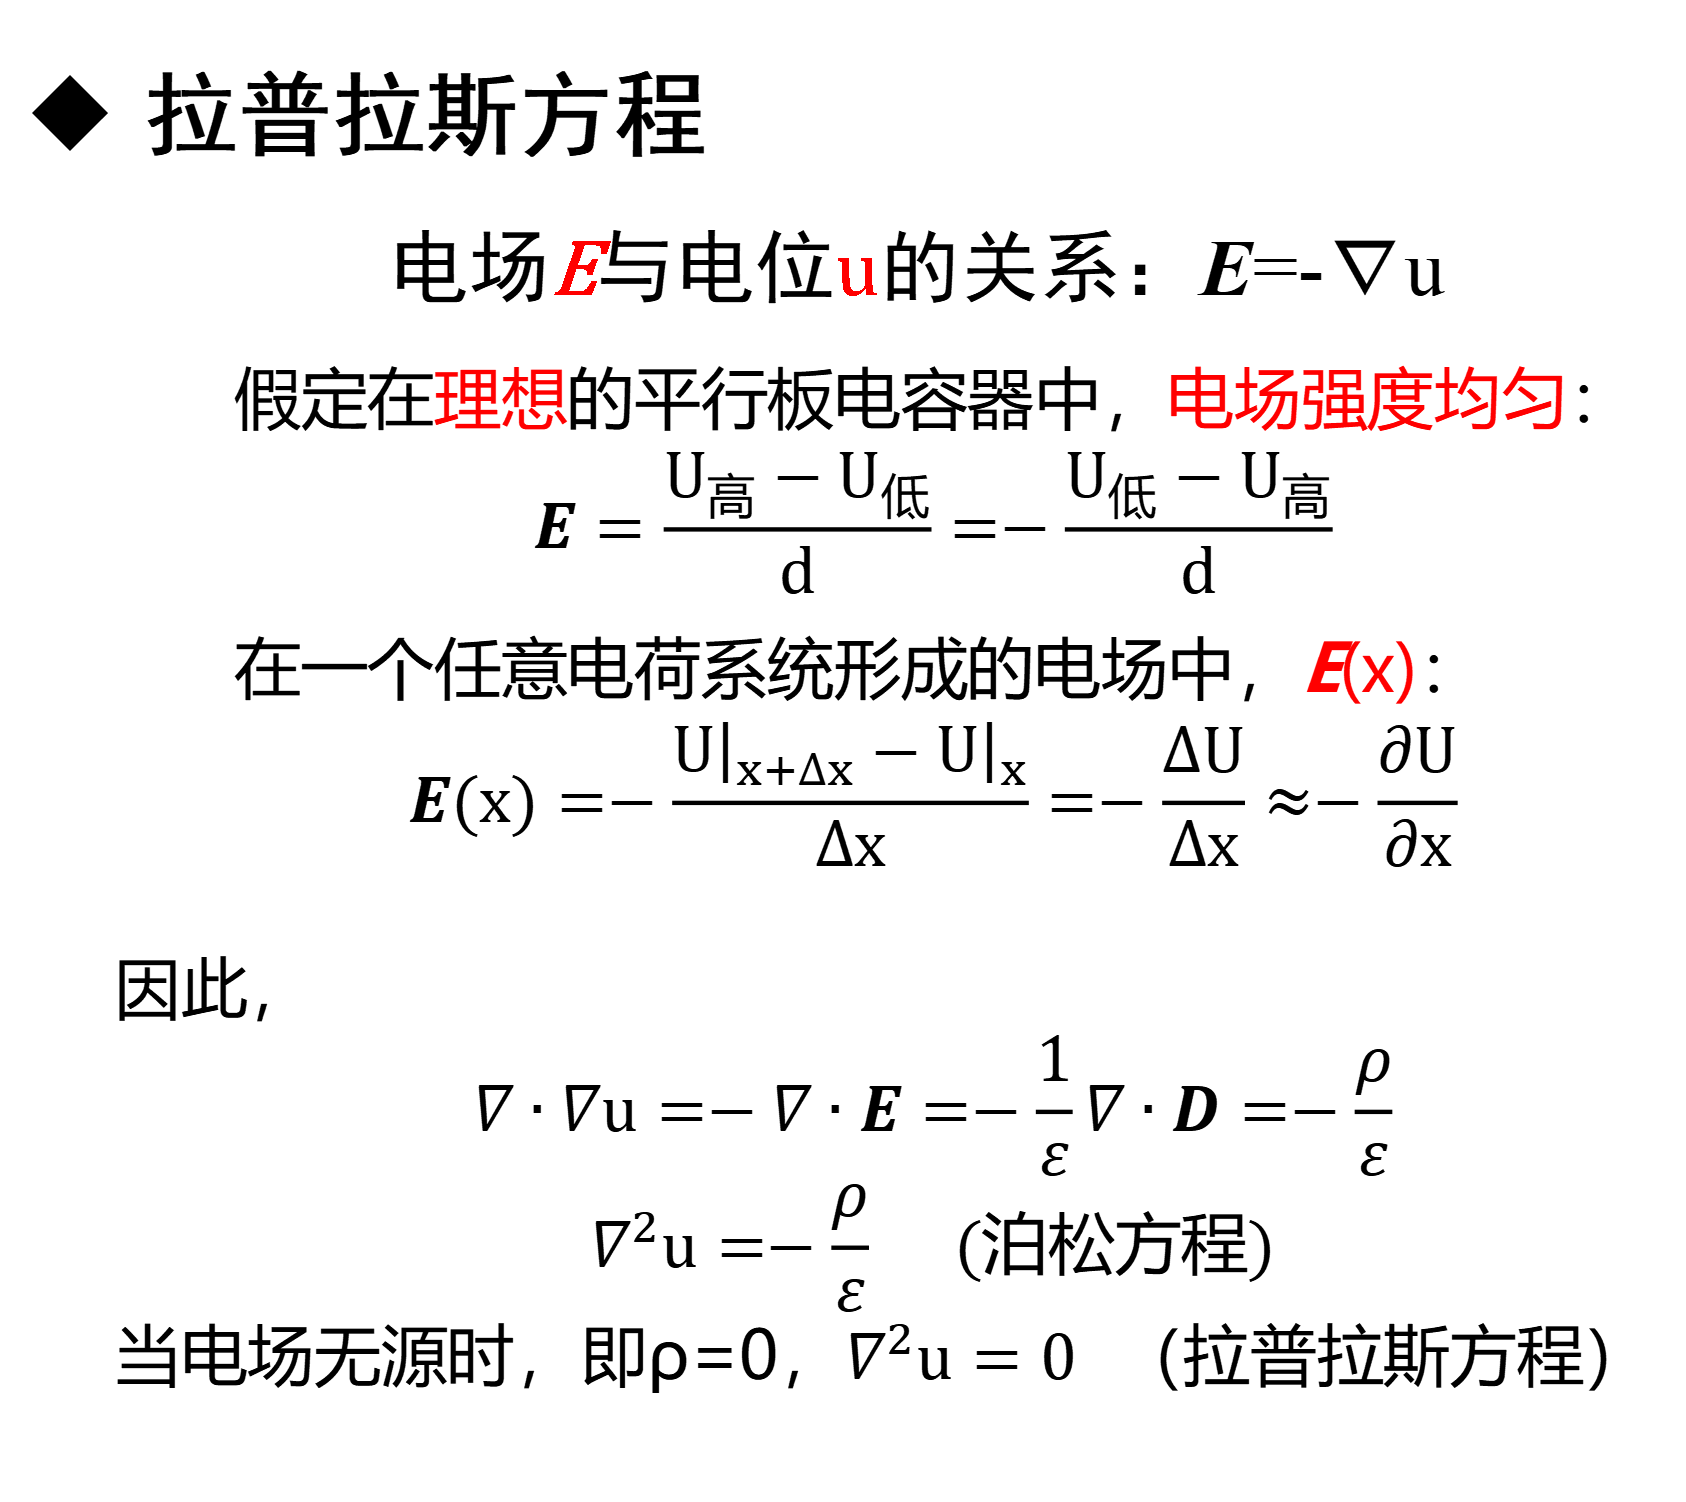 ◆ 拉普拉斯方程
电场E与电位u的关系：E=-▽u
假定在理想的平行板电容器中，电场强度均匀：
E = (U高 − U低)/d =− (U低 − U高)/d
在一个任意电荷系统形成的电场中，E(x)：
E(x) =− (U|x+Δx − U|x)/Δx =− ΔU/Δx ≈− ∂U/∂x
因此，
∇ · ∇u =− ∇ · E =− 1/ε ∇ · D =− ρ/ε
∇²u =− ρ/ε (泊松方程)
当电场无源时，即ρ=0，∇²u = 0 （拉普拉斯方程）